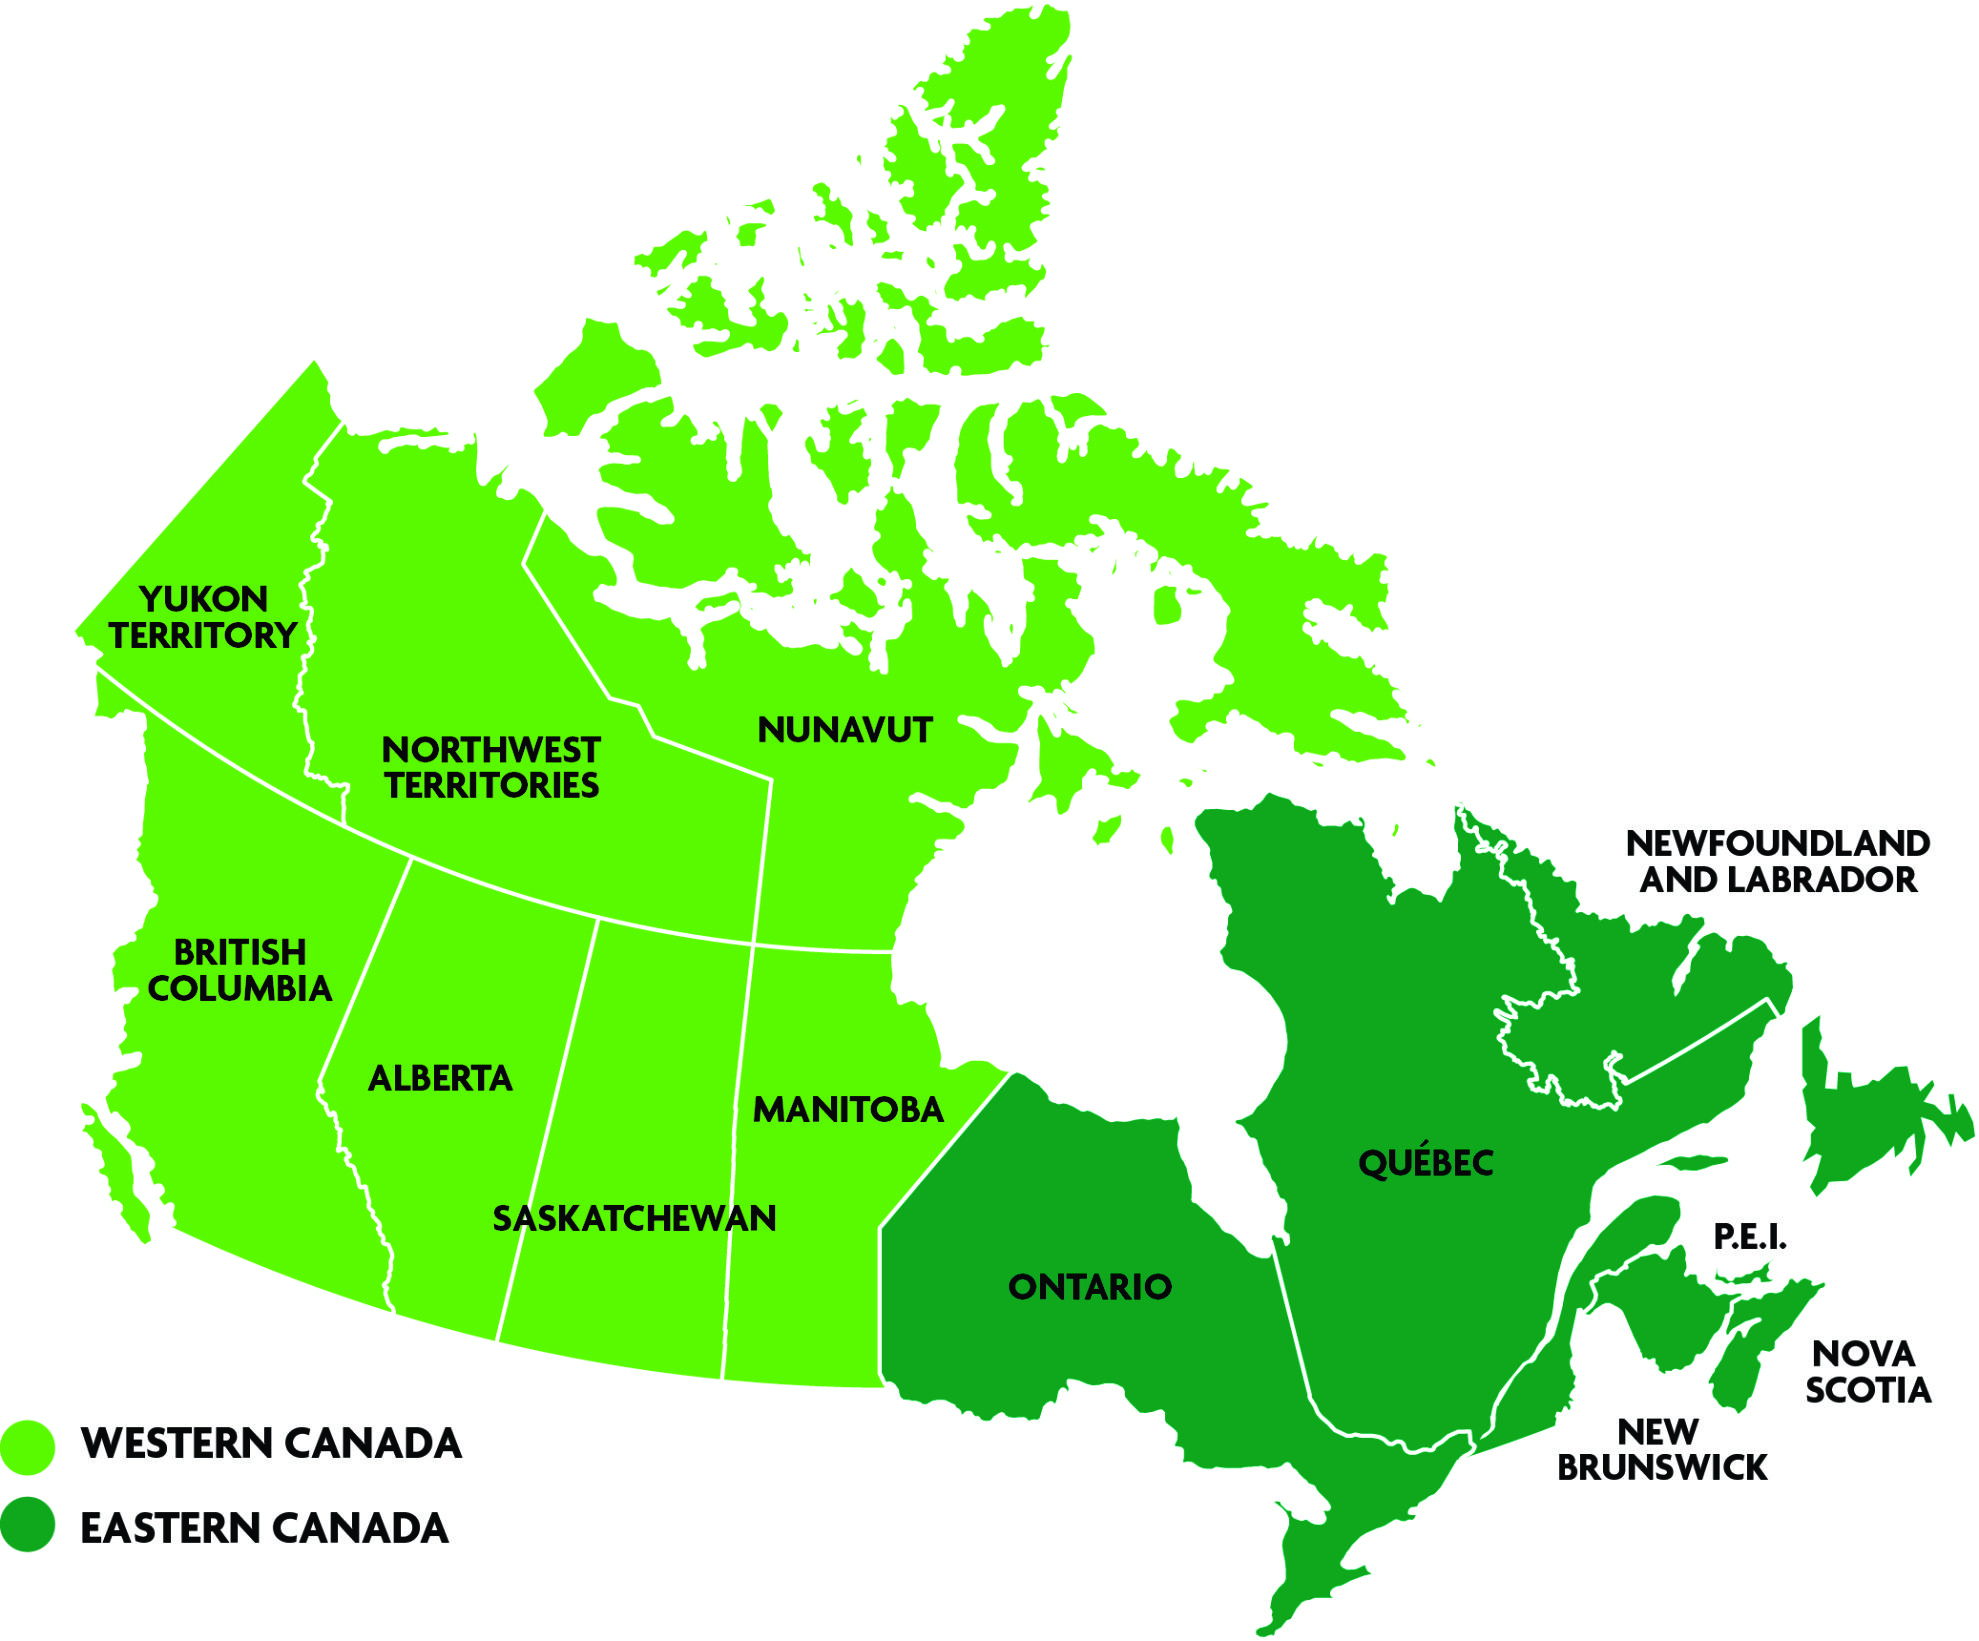 YUKON
TERRITORY
NORTHWEST
TERRITORIES
NUNAVUT
NEWFOUNDLAND
AND LABRADOR
BRITISH
COLUMBIA
ALBERTA
MANITOBA
SASKATCHEWAN
QUÉBEC
ONTARIO
P.E.I.
NOVA
SCOTIA
NEW
BRUNSWICK
WESTERN CANADA
EASTERN CANADA